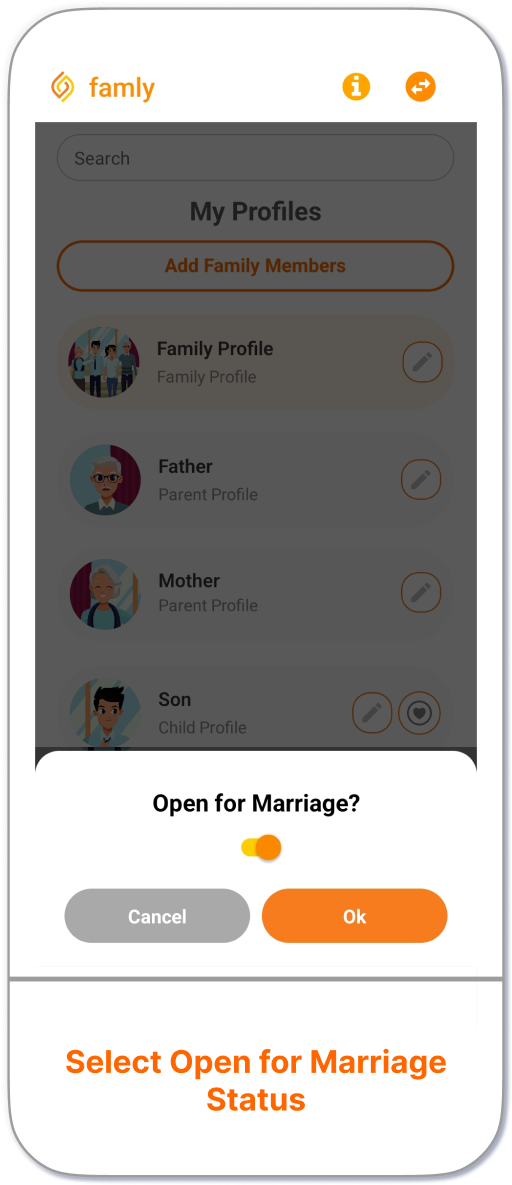 famly
Search
My Profiles
Add Family Members
Family Profile
Family Profile
Father
Parent Profile
Mother
Parent Profile
Son
Child Profile
Open for Marriage?
Cancel
Ok
Select Open for Marriage
Status